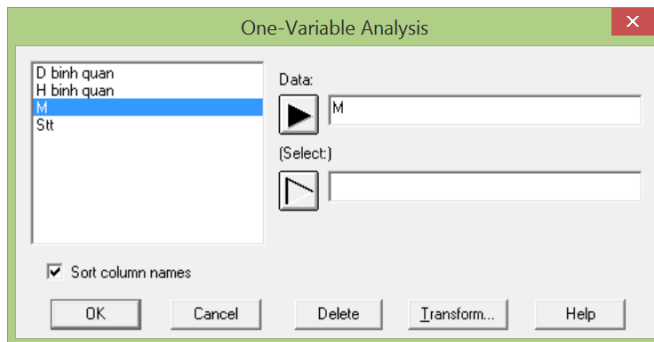 One-Variable Analysis
D binh quan
H binh quan
M
Stt
Data:
M
(Select:)
Sort column names
OK
Cancel
Delete
Transform...
Help